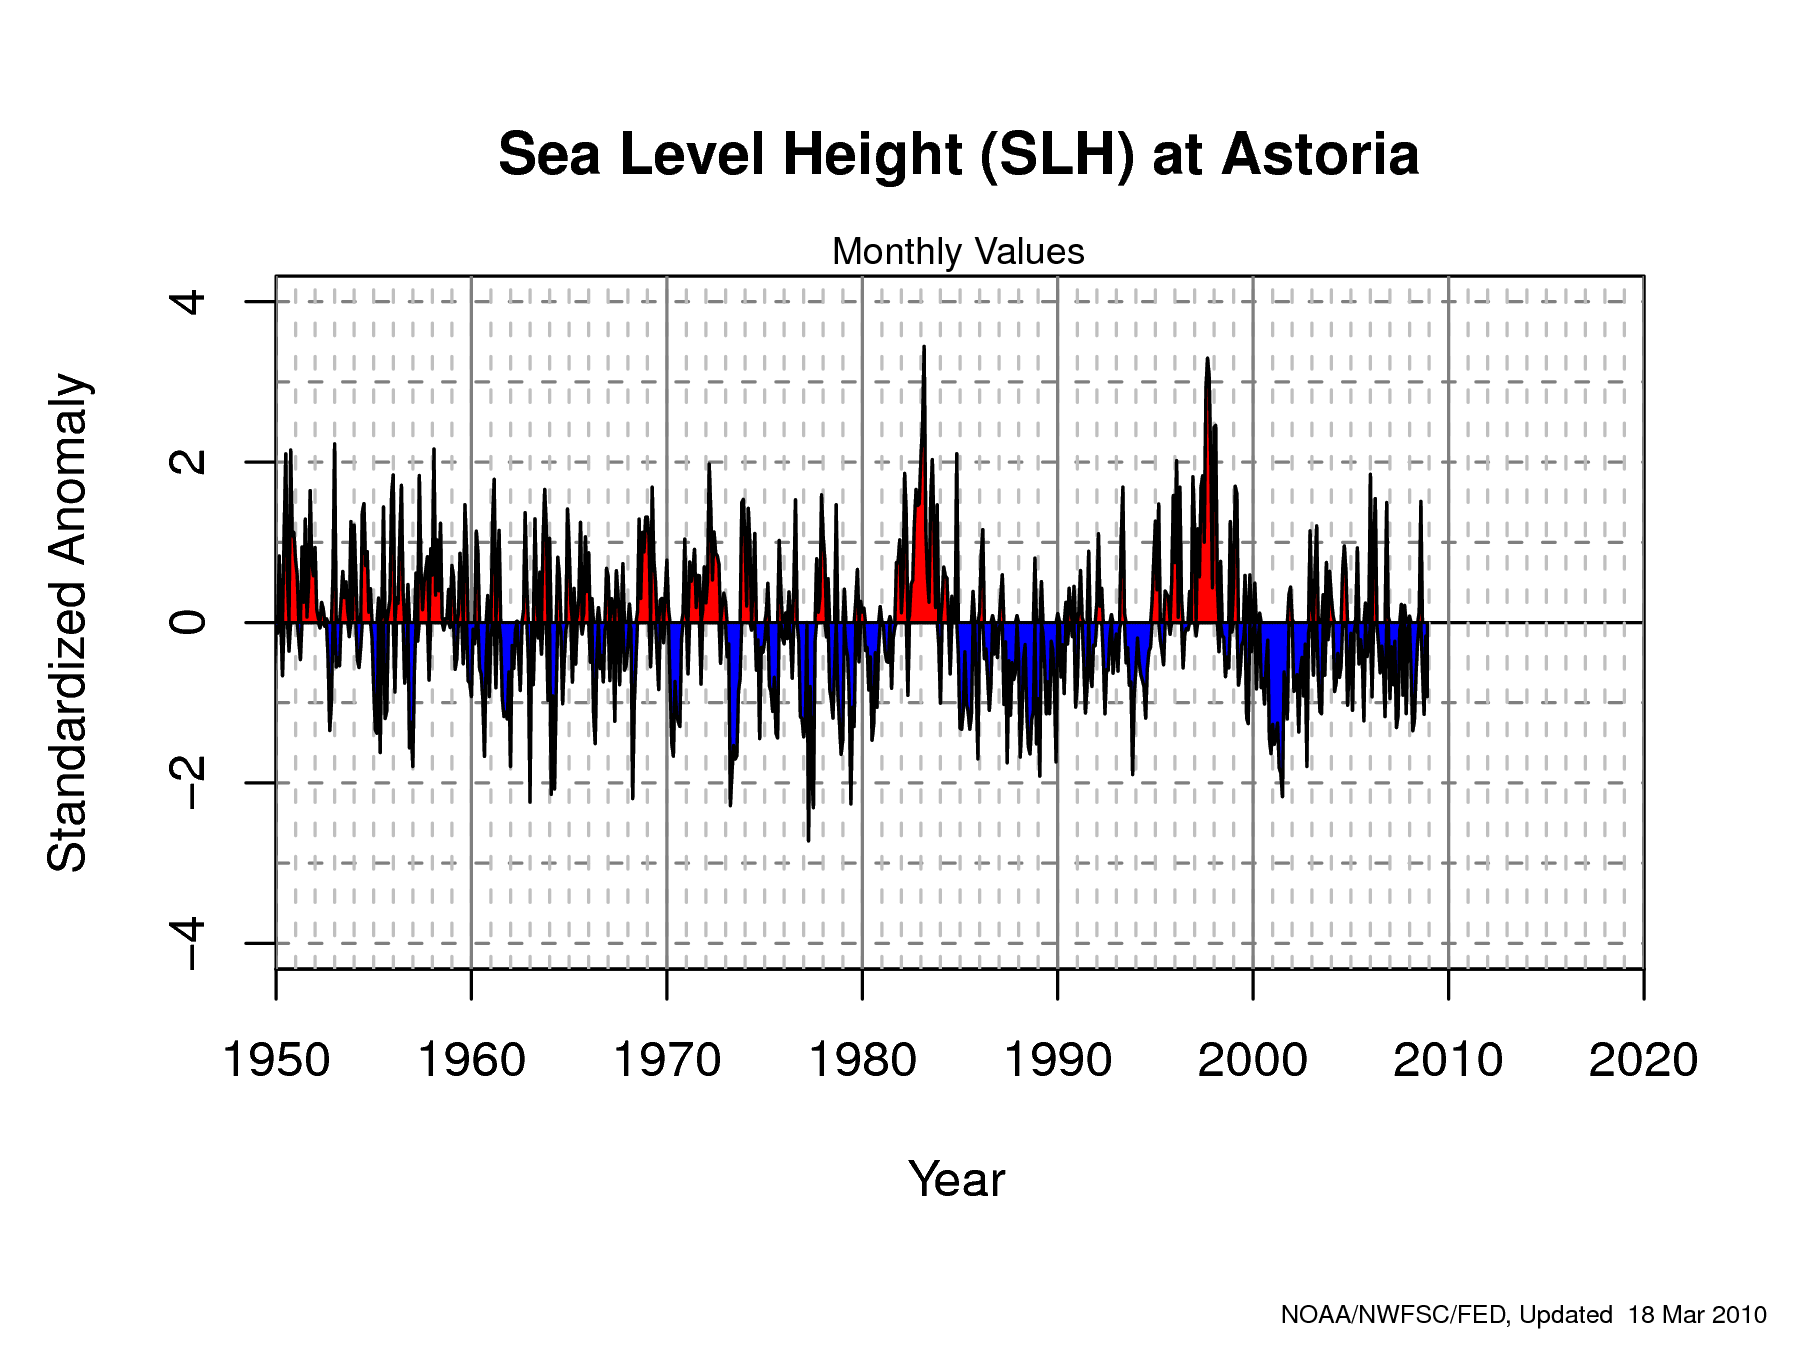 Sea Level Height (SLH) at Astoria
Monthly Values
Standardized Anomaly
4
2
0
−2
−4
1950 1960 1970 1980 1990 2000 2010 2020
Year
NOAA/NWFSC/FED, Updated  18 Mar 2010